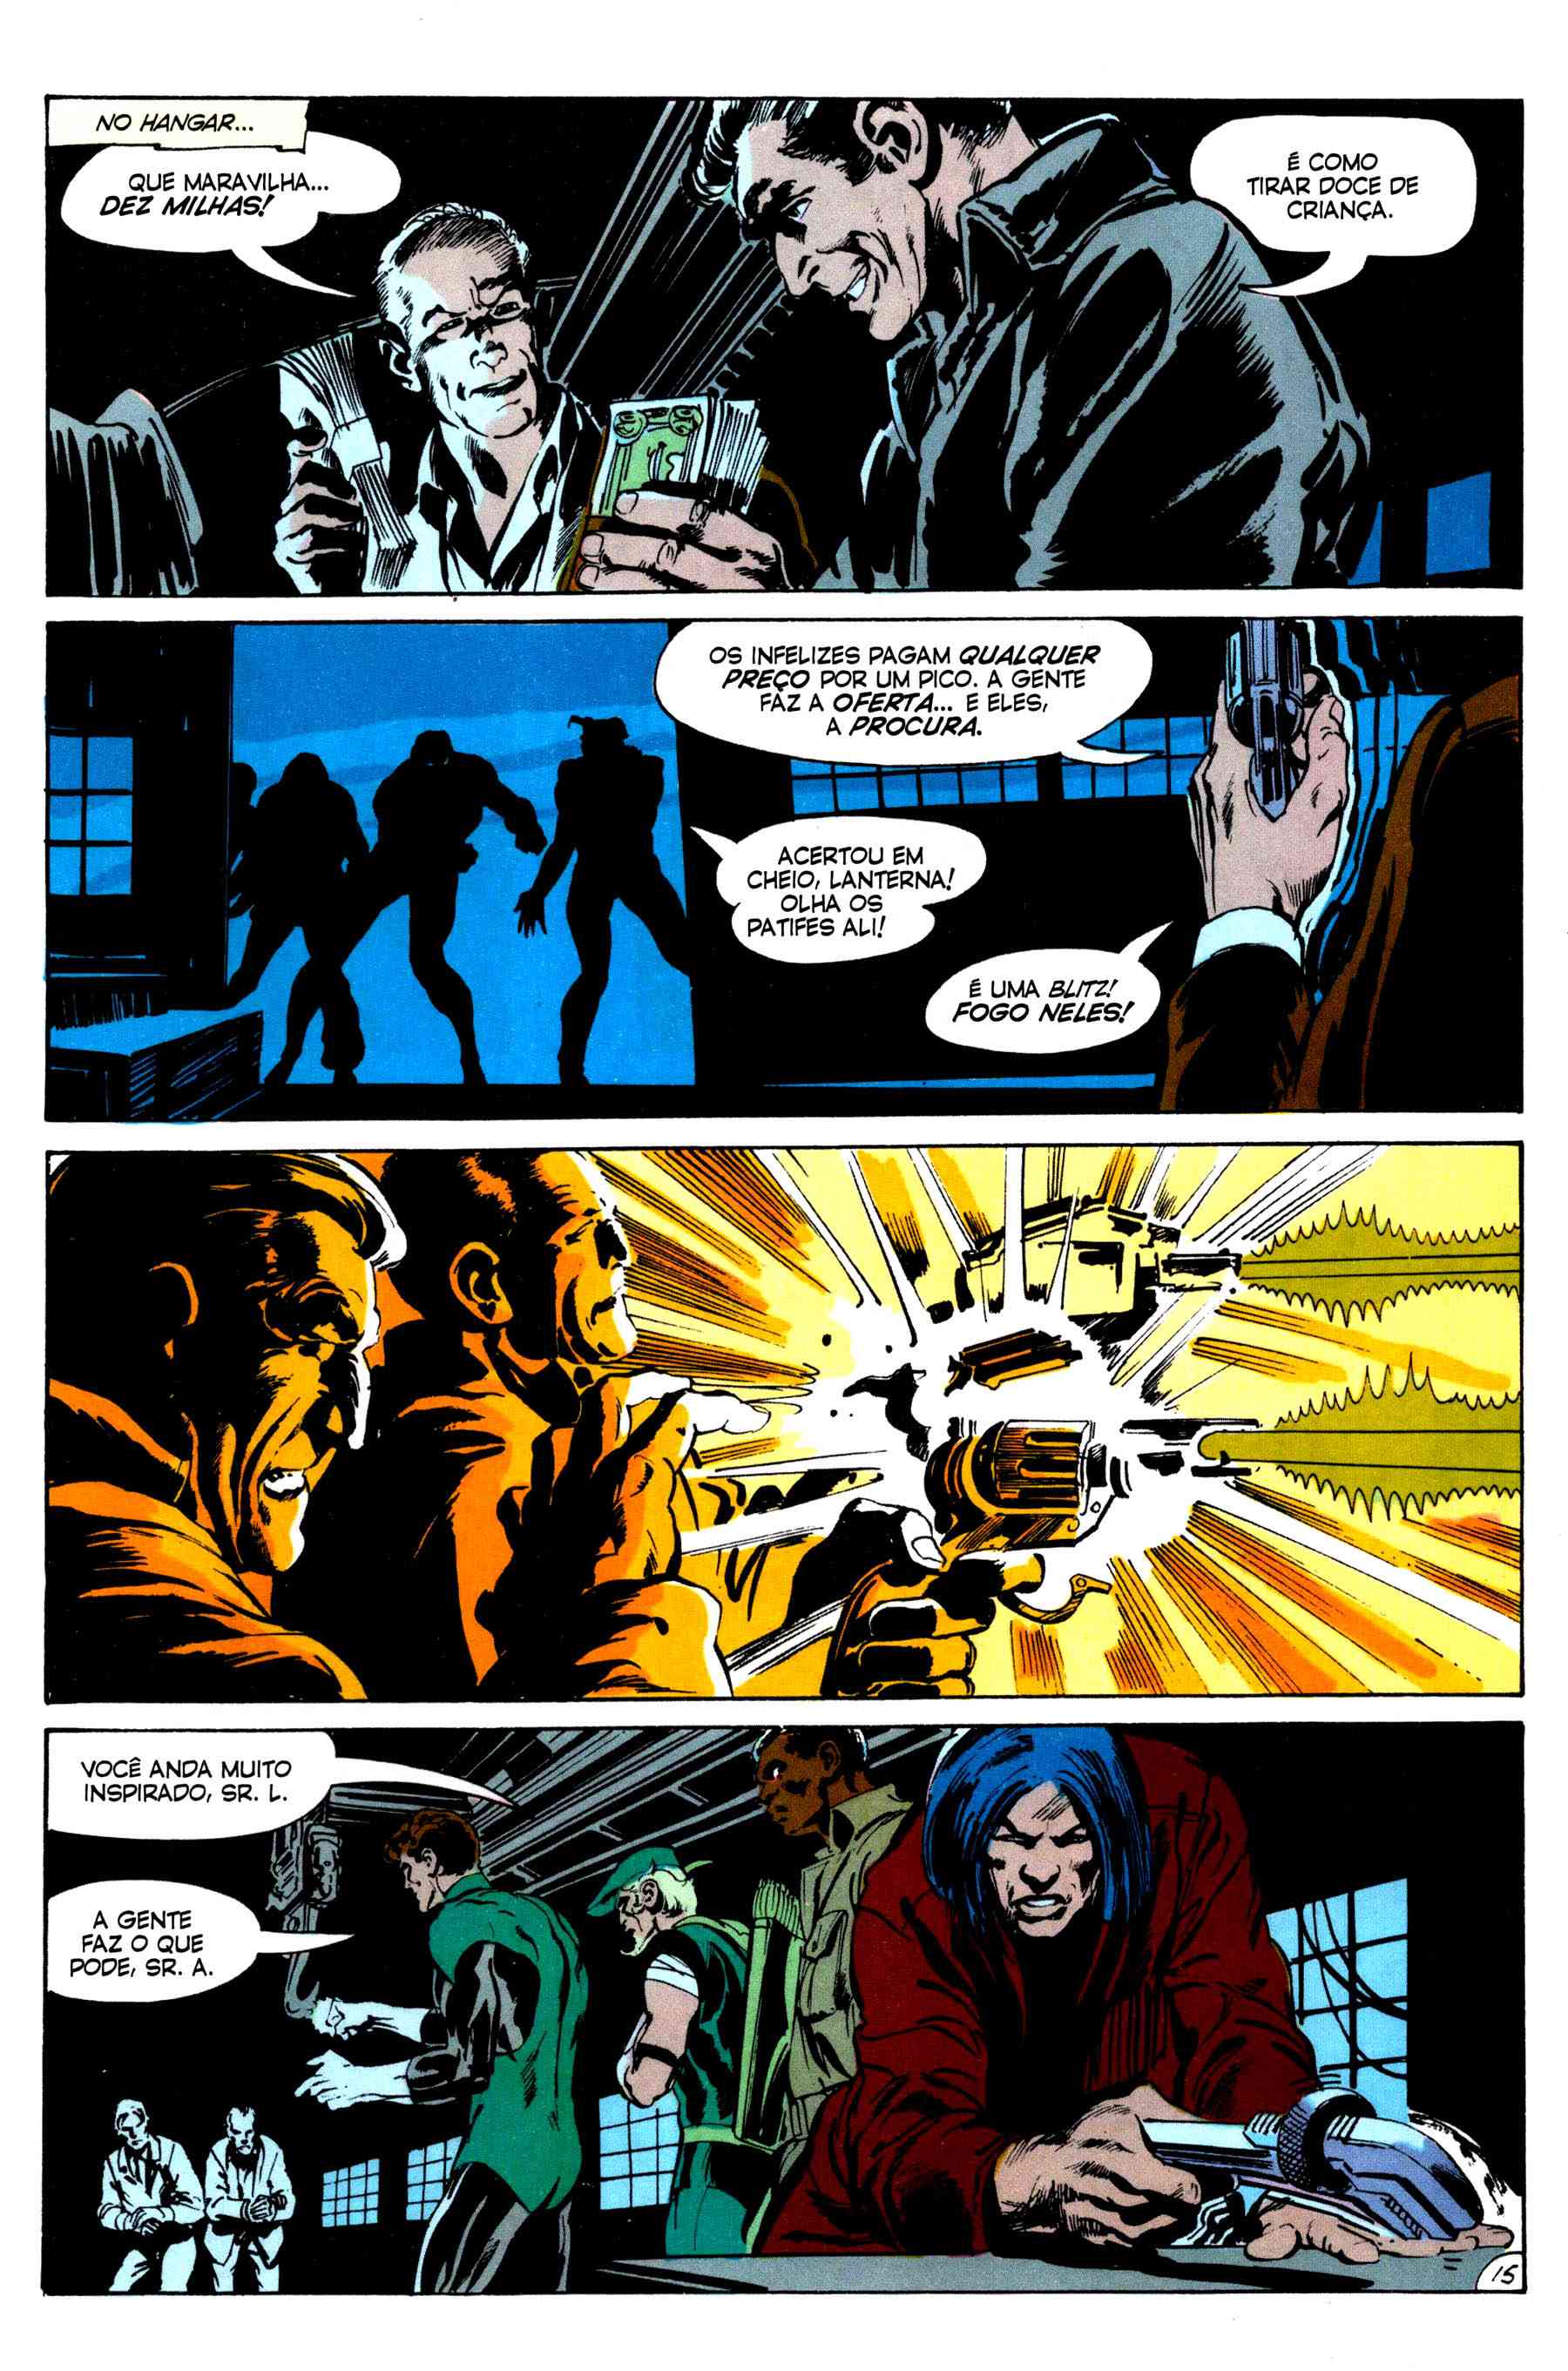 NO HANGAR...
QUE MARAVILHA...
DEZ MILHAS!
É COMO
TIRAR DOCE DE
CRIANÇA.
OS INFELIZES PAGAM QUALQUER
PREÇO POR UM PICO. A GENTE
FAZ A OFERTA... E ELES,
A PROCURA.
ACERTOU EM
CHEIO, LANTERNA!
OLHA OS
PATIFES ALI!
É UMA BLITZ!
FOGO NELES!
VOCÊ ANDA MUITO
INSPIRADO, SR. L.
A GENTE
FAZ O QUE
PODE, SR. A.
15